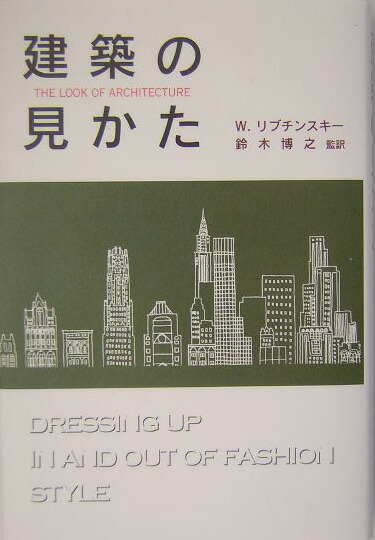 建築の
THE LOOK OF ARCHITECTURE
見かた
W. リブチンスキー
鈴木博之 監訳
DRESSING UP
IN AND OUT OF FASHION
STYLE